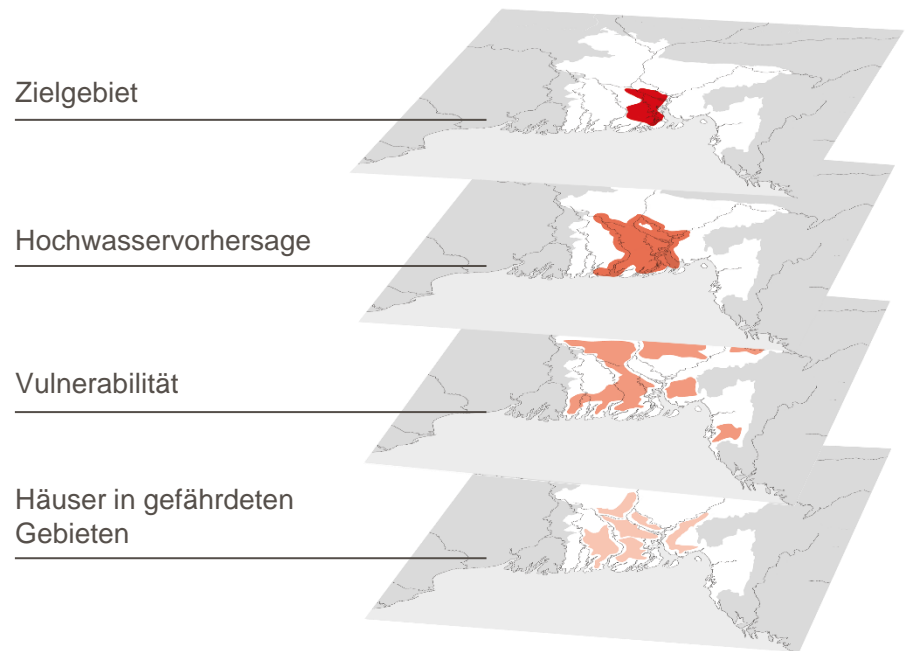 Zielgebiet
Hochwasservorhersage
Vulnerabilität
Häuser in gefährdeten
Gebieten